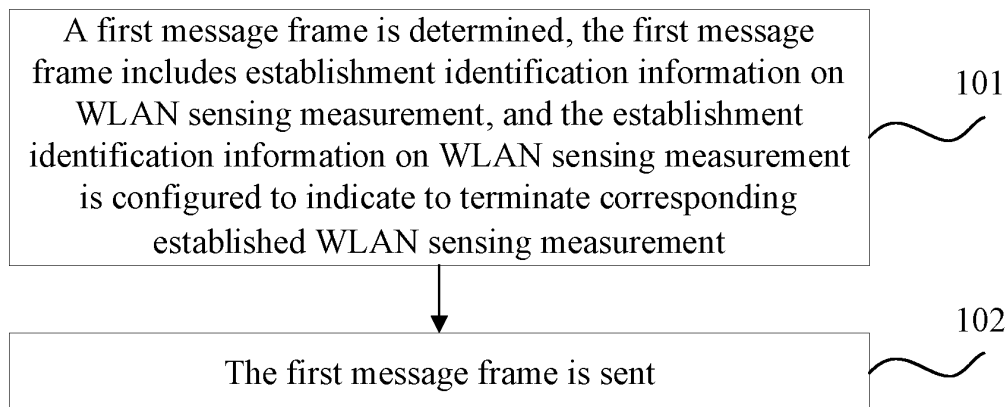 A first message frame is determined, the first message
frame includes establishment identification information on
WLAN sensing measurement, and the establishment
identification information on WLAN sensing measurement
is configured to indicate to terminate corresponding
established WLAN sensing measurement
101
The first message frame is sent
102